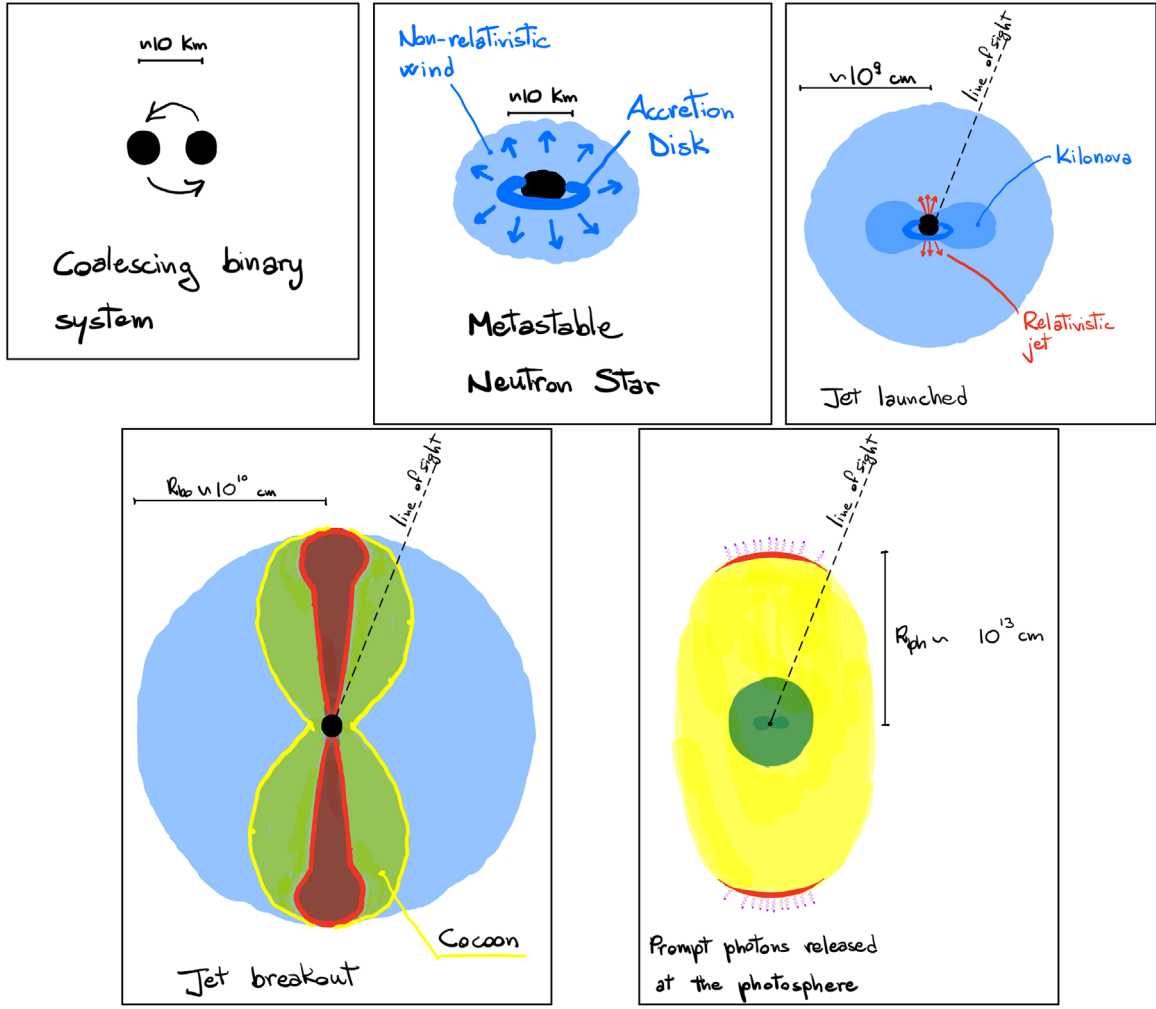 ~10 Km
Coalescing binary
system
Non-relativistic
wind
~10 Km
Accretion
Disk
Metastable
Neutron Star
~10⁹ cm
line of sight
Kilonova
Relativistic
jet
Jet launched
Rbo ~ 10¹⁰ cm
line of sight
Cocoon
Jet breakout
line of sight
Rph ~ 10¹³ cm
Prompt photons released
at the photosphere